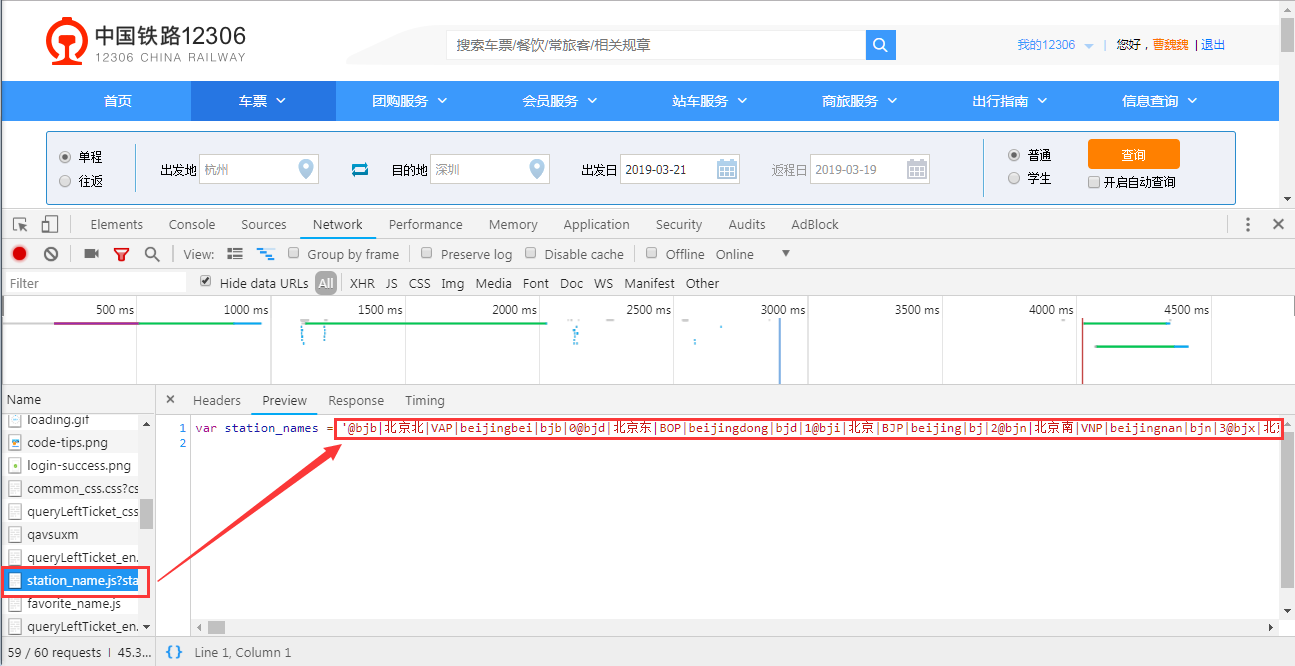 中国铁路12306
12306 CHINA RAILWAY
搜索车票/餐饮/常旅客/相关规章
我的12306 | 您好，曹魏魏 | 退出
首页 车票 团购服务 会员服务 站车服务 商旅服务 出行指南 信息查询
单程
往返
出发地 杭州 目的地 深圳 出发日 2019-03-21 返程日 2019-03-19
普通
学生
查询
开启自动查询
Elements Console Sources Network Performance Memory Application Security Audits AdBlock
View: Group by frame Preserve log Disable cache Offline Online
Filter Hide data URLs All XHR JS CSS Img Media Font Doc WS Manifest Other
500 ms 1000 ms 1500 ms 2000 ms 2500 ms 3000 ms 3500 ms 4000 ms 4500 ms
Name × Headers Preview Response Timing
loading.gif
code-tips.png
login-success.png
common_css.css?cs
queryLeftTicket_css
qavsuxm
queryLeftTicket_en.
station_name.js?sta
favorite_name.js
queryLeftTicket_en.
1 var station_names ='@bjb|北京北|VAP|beijingbei|bjb|0@bjd|北京东|BOP|beijingdong|bjd|1@bji|北京|BJP|beijing|bj|2@bjn|北京南|VNP|beijingnan|bjn|3@bjx|北
2
59 / 60 requests | 45.3...
{} Line 1, Column 1